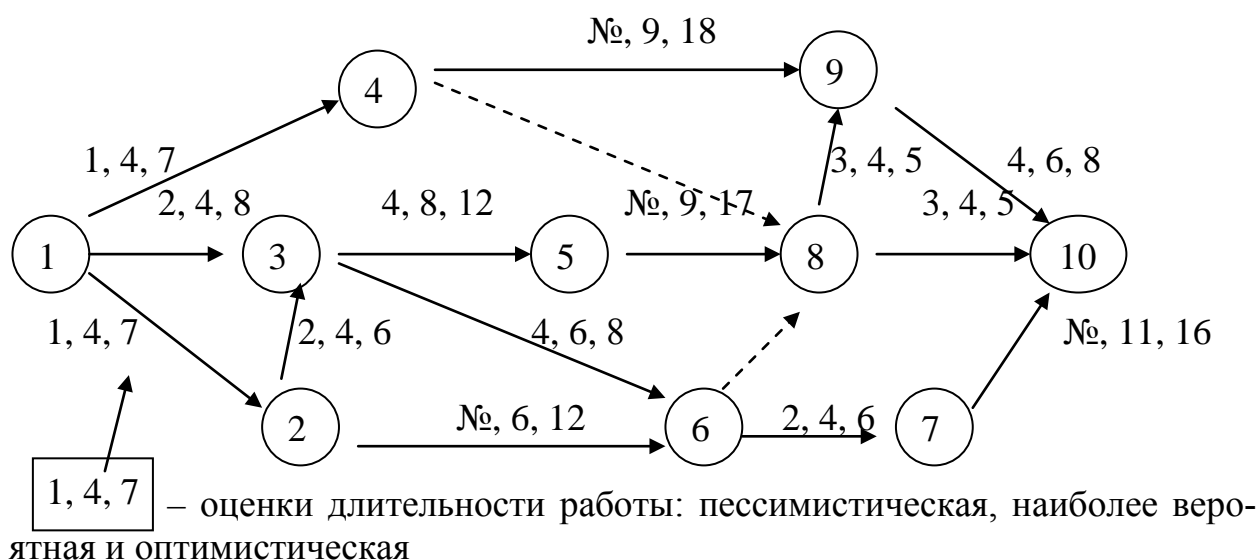 №, 9, 18
9
4
1, 4, 7
3, 4, 5
4, 6, 8
2, 4, 8
4, 8, 12
№, 9, 17
3, 4, 5
1
3
5
8
10
1, 4, 7
2, 4, 6
4, 6, 8
№, 11, 16
2
№, 6, 12
6
2, 4, 6
7
1, 4, 7 – оценки длительности работы: пессимистическая, наиболее веро-
ятная и оптимистическая